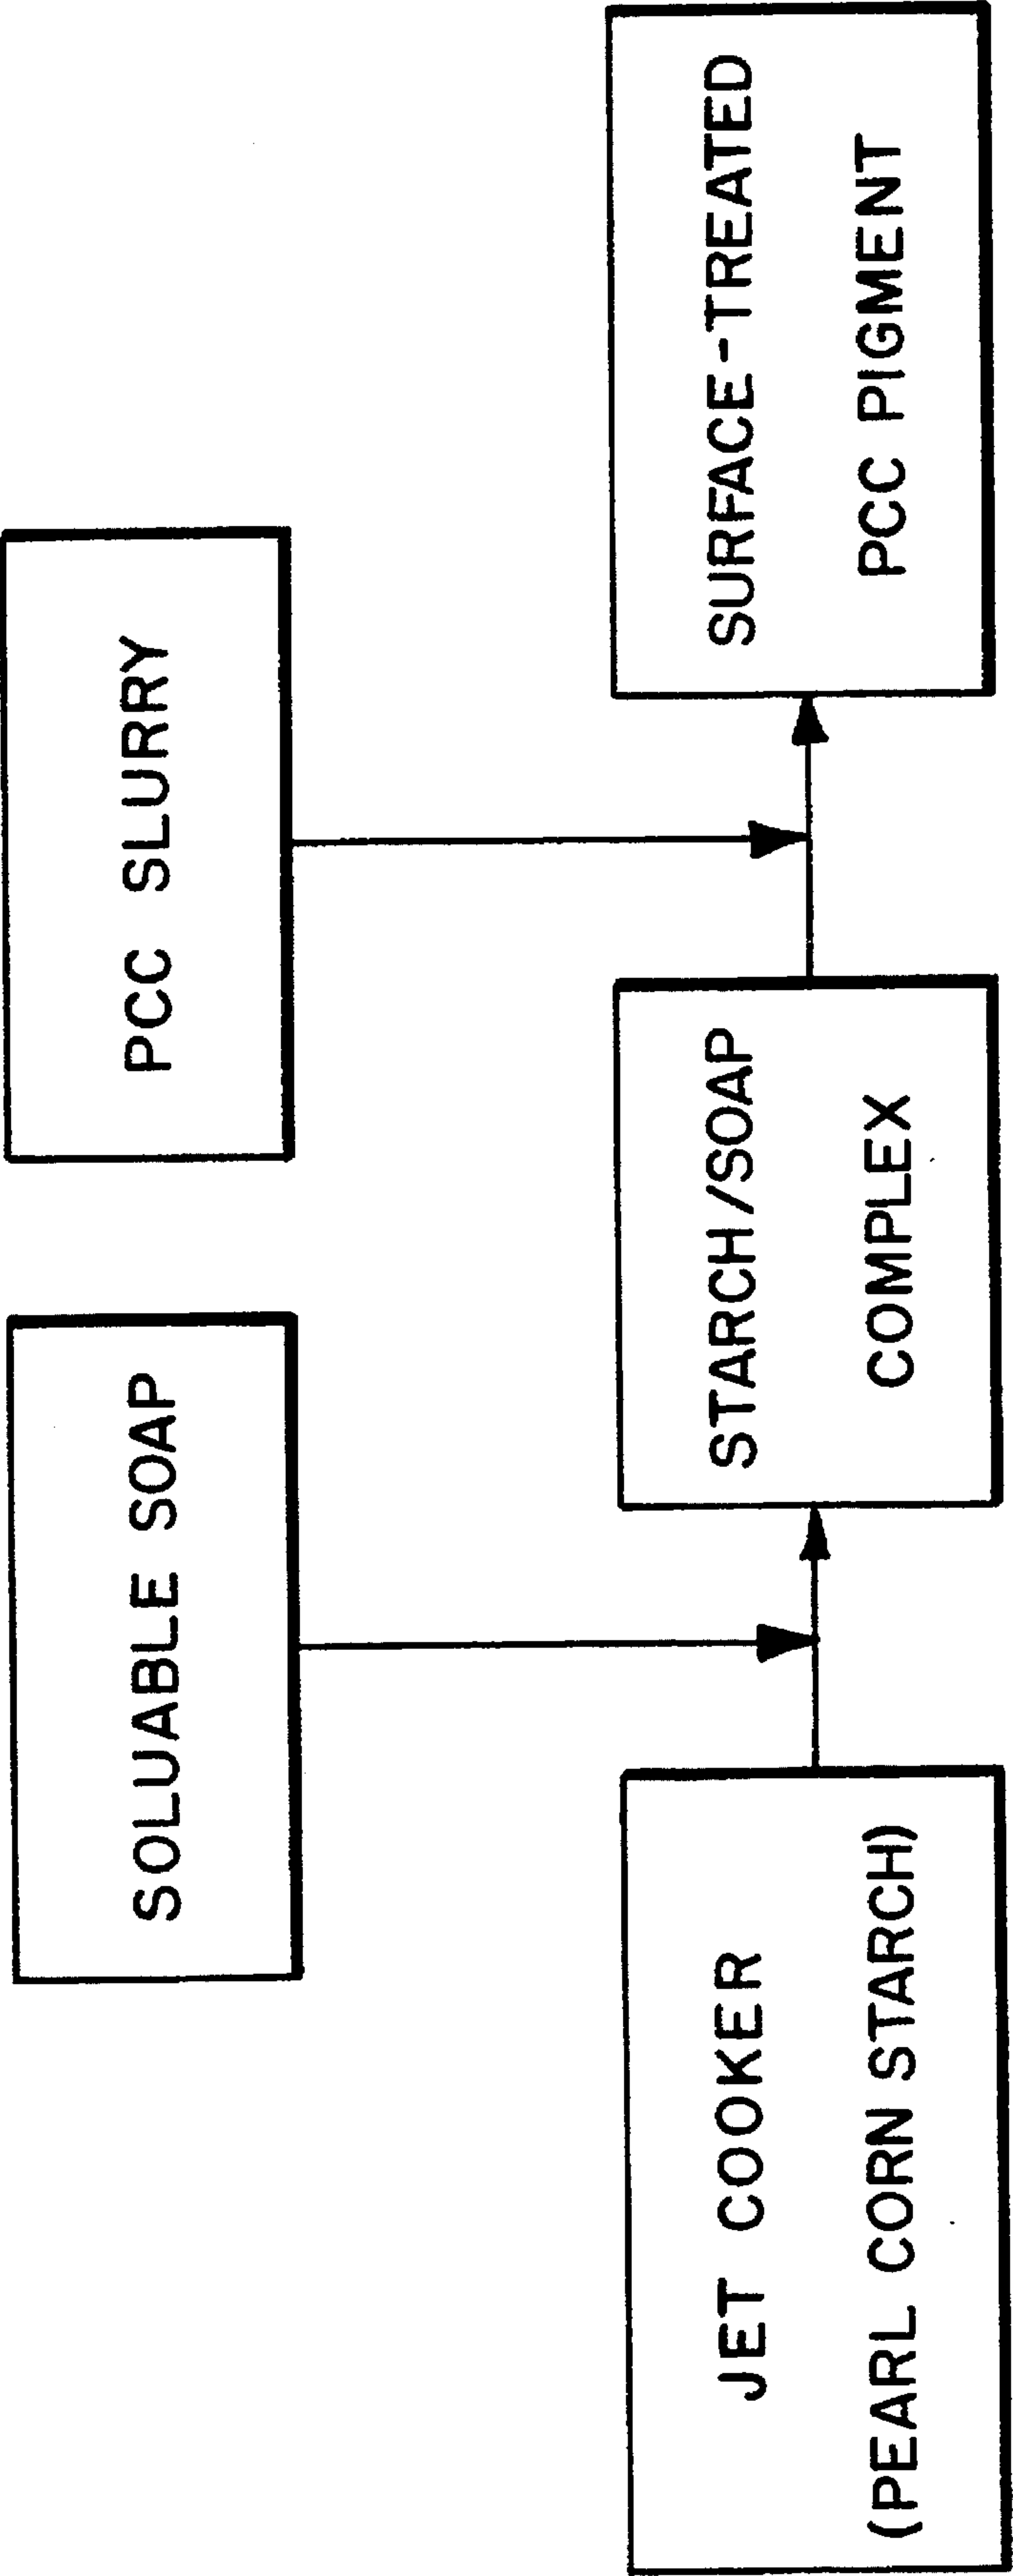 SOLUABLE SOAP
PCC SLURRY
JET COOKER
(PEARL CORN STARCH)
STARCH/SOAP
COMPLEX
SURFACE-TREATED
PCC PIGMENT